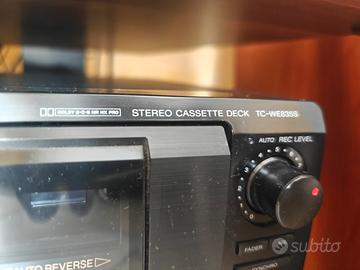 DOLBY B-C-S NR HX PRO
STEREO CASSETTE DECK TC-WE835S
AUTO REC LEVEL
FADER
AUTO REVERSE
subito